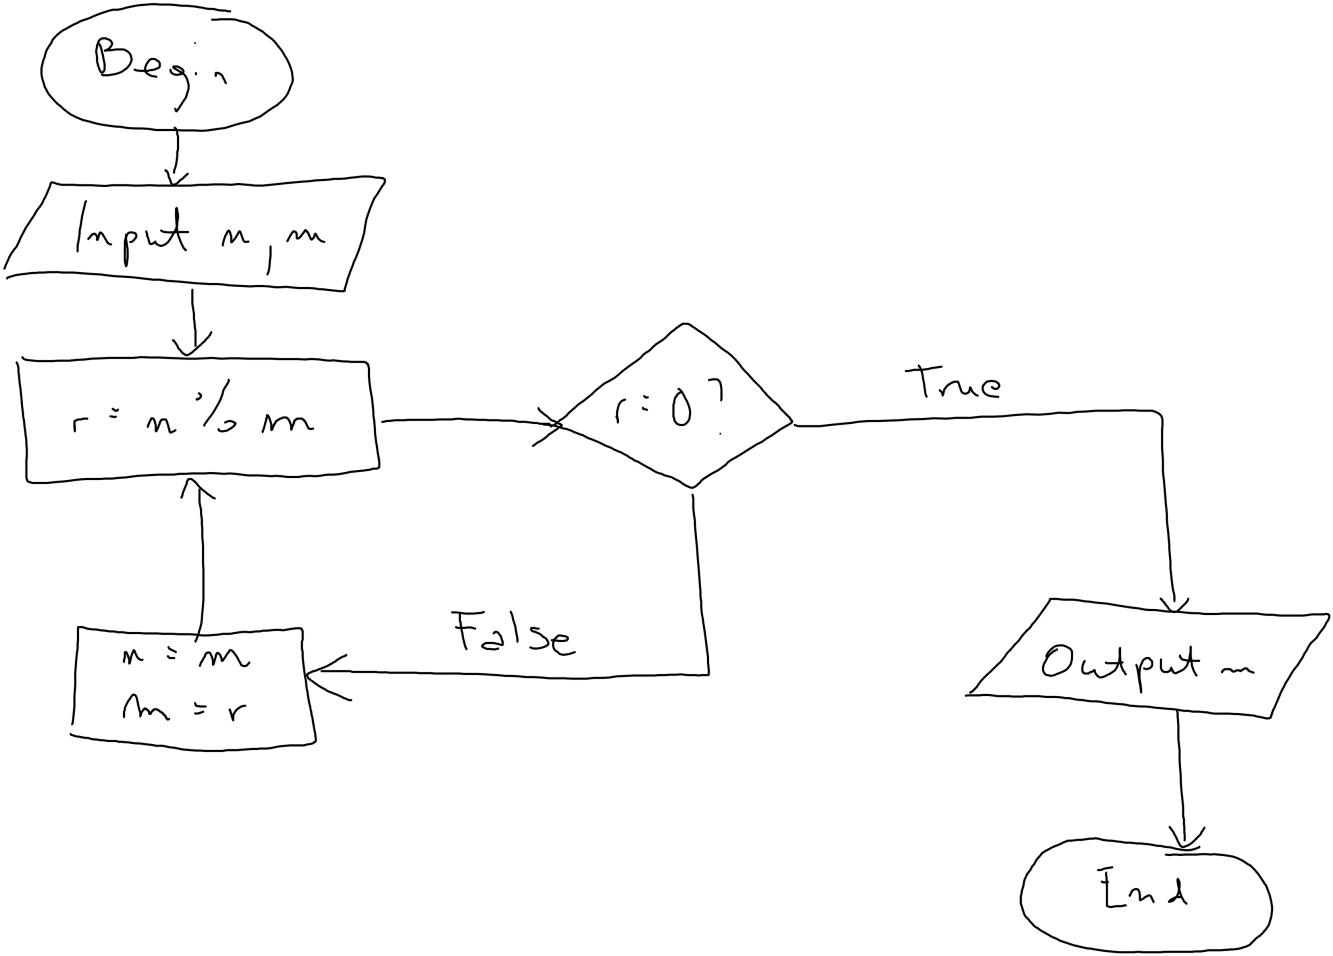 Begin
Input n, m
r = n % m
r = 0?
True
False
n = m
m = r
Output m
End